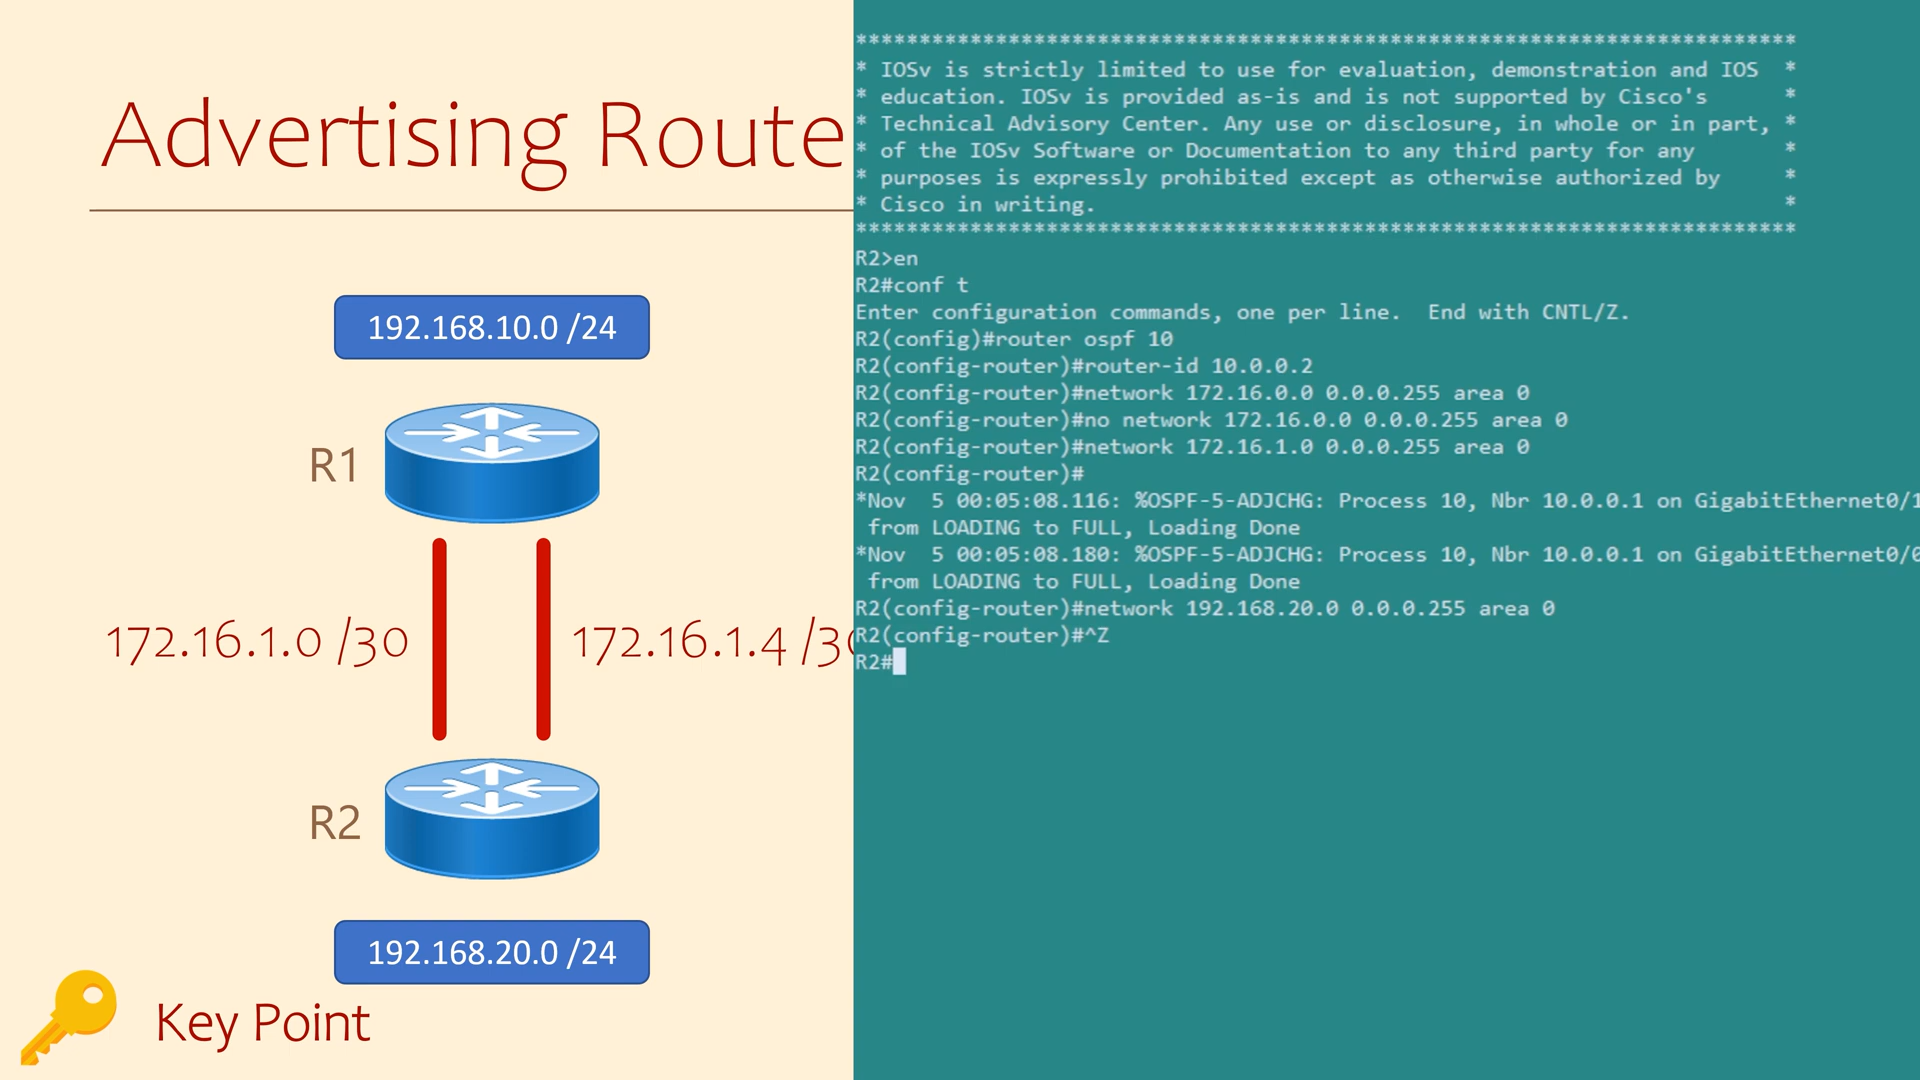 Advertising Route
192.168.10.0 /24
R1
172.16.1.0 /30
172.16.1.4 /30
R2
192.168.20.0 /24
Key Point
**************************************************************************
* IOSv is strictly limited to use for evaluation, demonstration and IOS  *
* education. IOSv is provided as-is and is not supported by Cisco's      *
* Technical Advisory Center. Any use or disclosure, in whole or in part, *
* of the IOSv Software or Documentation to any third party for any       *
* purposes is expressly prohibited except as otherwise authorized by     *
* Cisco in writing.                                                      *
**************************************************************************
R2>en
R2#conf t
Enter configuration commands, one per line.  End with CNTL/Z.
R2(config)#router ospf 10
R2(config-router)#router-id 10.0.0.2
R2(config-router)#network 172.16.0.0 0.0.0.255 area 0
R2(config-router)#no network 172.16.0.0 0.0.0.255 area 0
R2(config-router)#network 172.16.1.0 0.0.0.255 area 0
R2(config-router)#
*Nov  5 00:05:08.116: %OSPF-5-ADJCHG: Process 10, Nbr 10.0.0.1 on GigabitEthernet0/1
 from LOADING to FULL, Loading Done
*Nov  5 00:05:08.180: %OSPF-5-ADJCHG: Process 10, Nbr 10.0.0.1 on GigabitEthernet0/0
 from LOADING to FULL, Loading Done
R2(config-router)#network 192.168.20.0 0.0.0.255 area 0
R2(config-router)#^Z
R2#